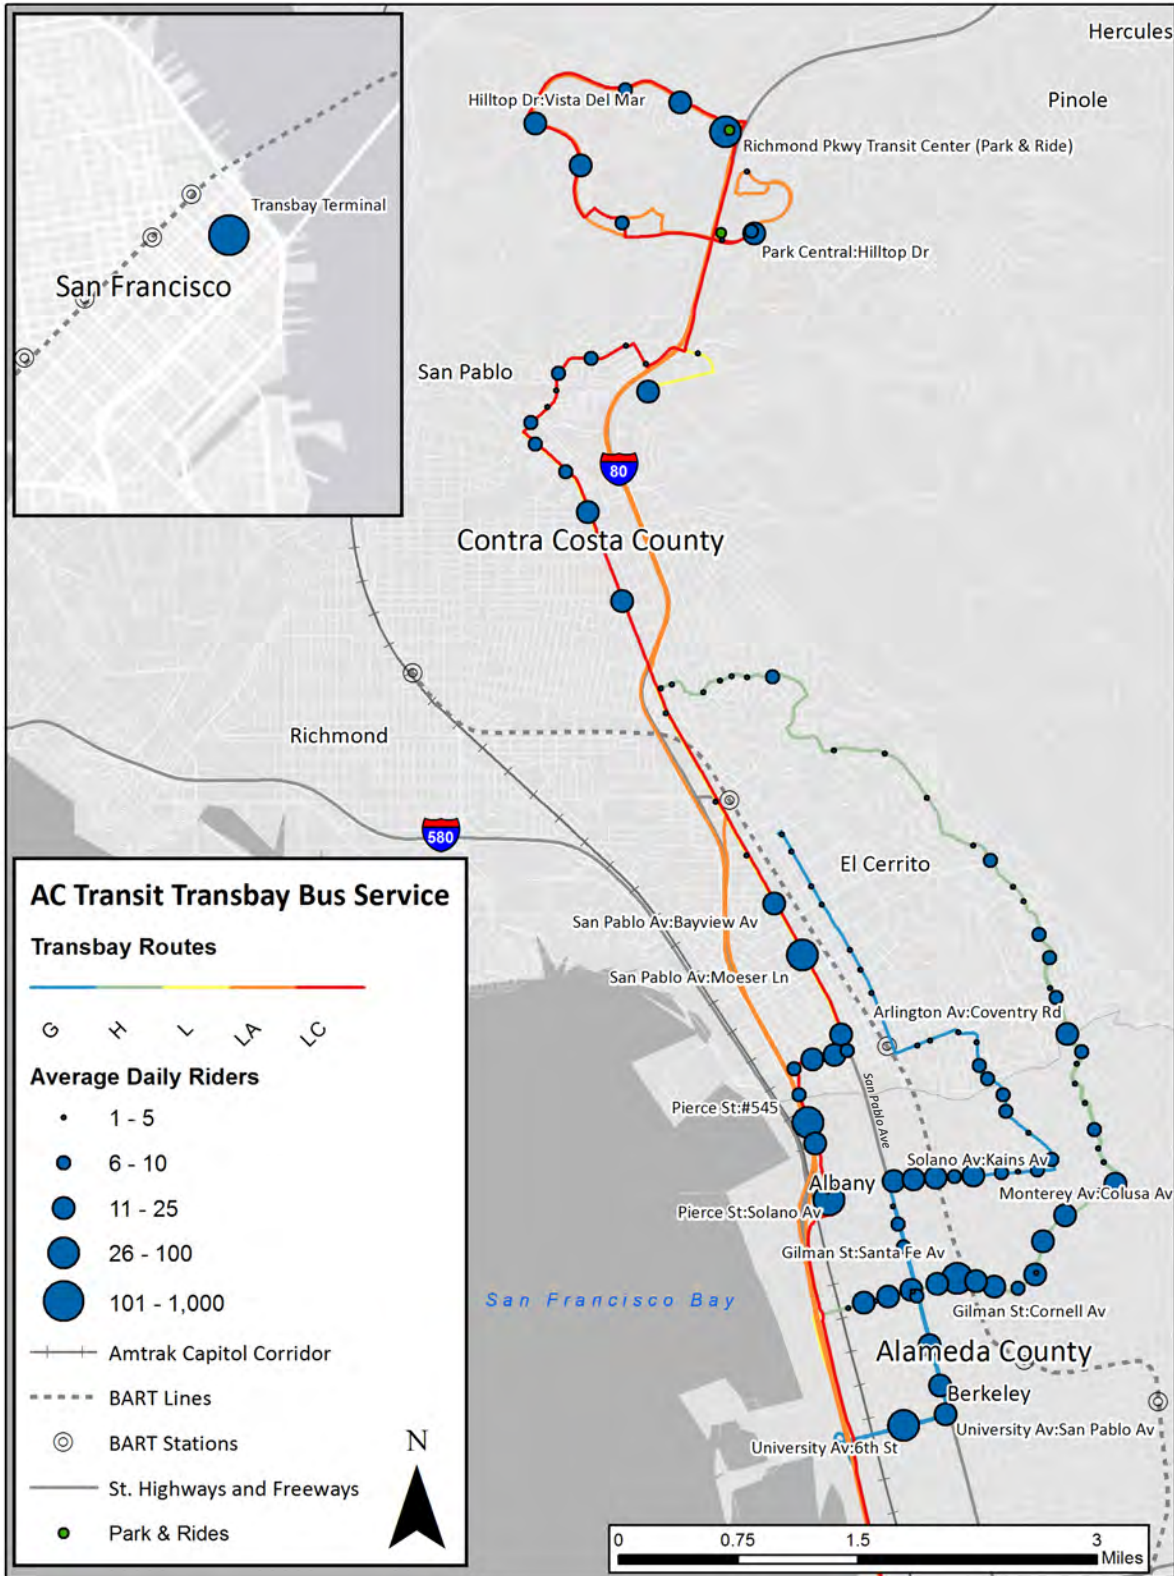 Hercules
Pinole
Hilltop Dr:Vista Del Mar
Richmond Pkwy Transit Center (Park & Ride)
Transbay Terminal
Park Central:Hilltop Dr
San Francisco
San Pablo
80
Contra Costa County
Richmond
580
El Cerrito
San Pablo Av:Bayview Av
San Pablo Av:Moeser Ln
Arlington Av:Coventry Rd
San Pablo Ave
Pierce St:#545
Solano Av:Kains Av
Albany
Monterey Av:Colusa Av
Pierce St:Solano Av
Gilman St:Santa Fe Av
San Francisco Bay
Gilman St:Cornell Av
Alameda County
Berkeley
University Av:San Pablo Av
University Av:6th St
AC Transit Transbay Bus Service
Transbay Routes
G H L LA LC
Average Daily Riders
1 - 5
6 - 10
11 - 25
26 - 100
101 - 1,000
Amtrak Capitol Corridor
BART Lines
BART Stations
St. Highways and Freeways
Park & Rides
N
0 0.75 1.5 3
Miles